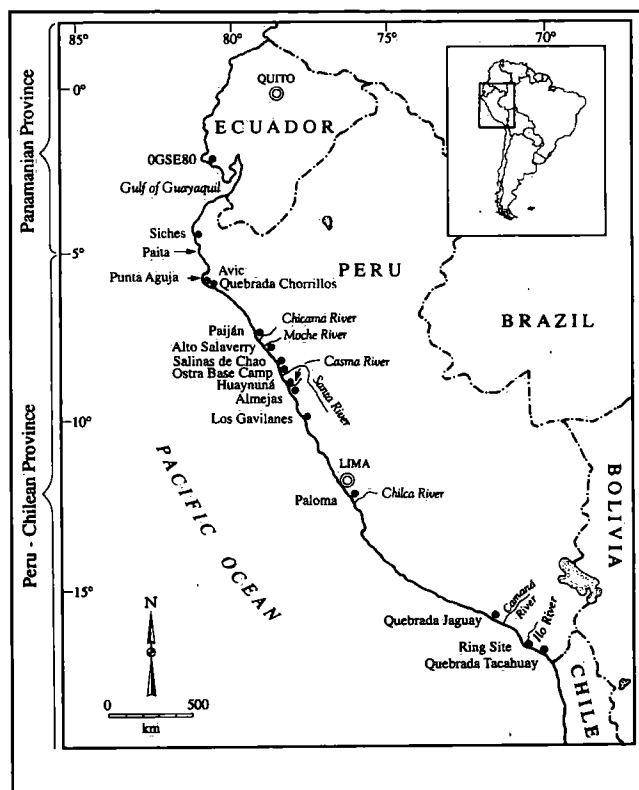 85°
80°
75°
70°
0°
5°
10°
15°
Panamanian Province
Peru - Chilean Province
QUITO
ECUADOR
0GSE80
Gulf of Guayaquil
Siches
Paita
Punta Aguja
Avic
Quebrada Chorrillos
PERU
BRAZIL
Paiján
Chicama River
Moche River
Alto Salaverry
Salinas de Chao
Ostra Base Camp
Casma River
Huaynuná
Santa River
Almejas
Los Gavilanes
LIMA
Paloma
Chilca River
PACIFIC OCEAN
BOLIVIA
Camaná River
Quebrada Jaguay
Ilo River
Ring Site
Quebrada Tacahuay
CHILE
N
0 500
km